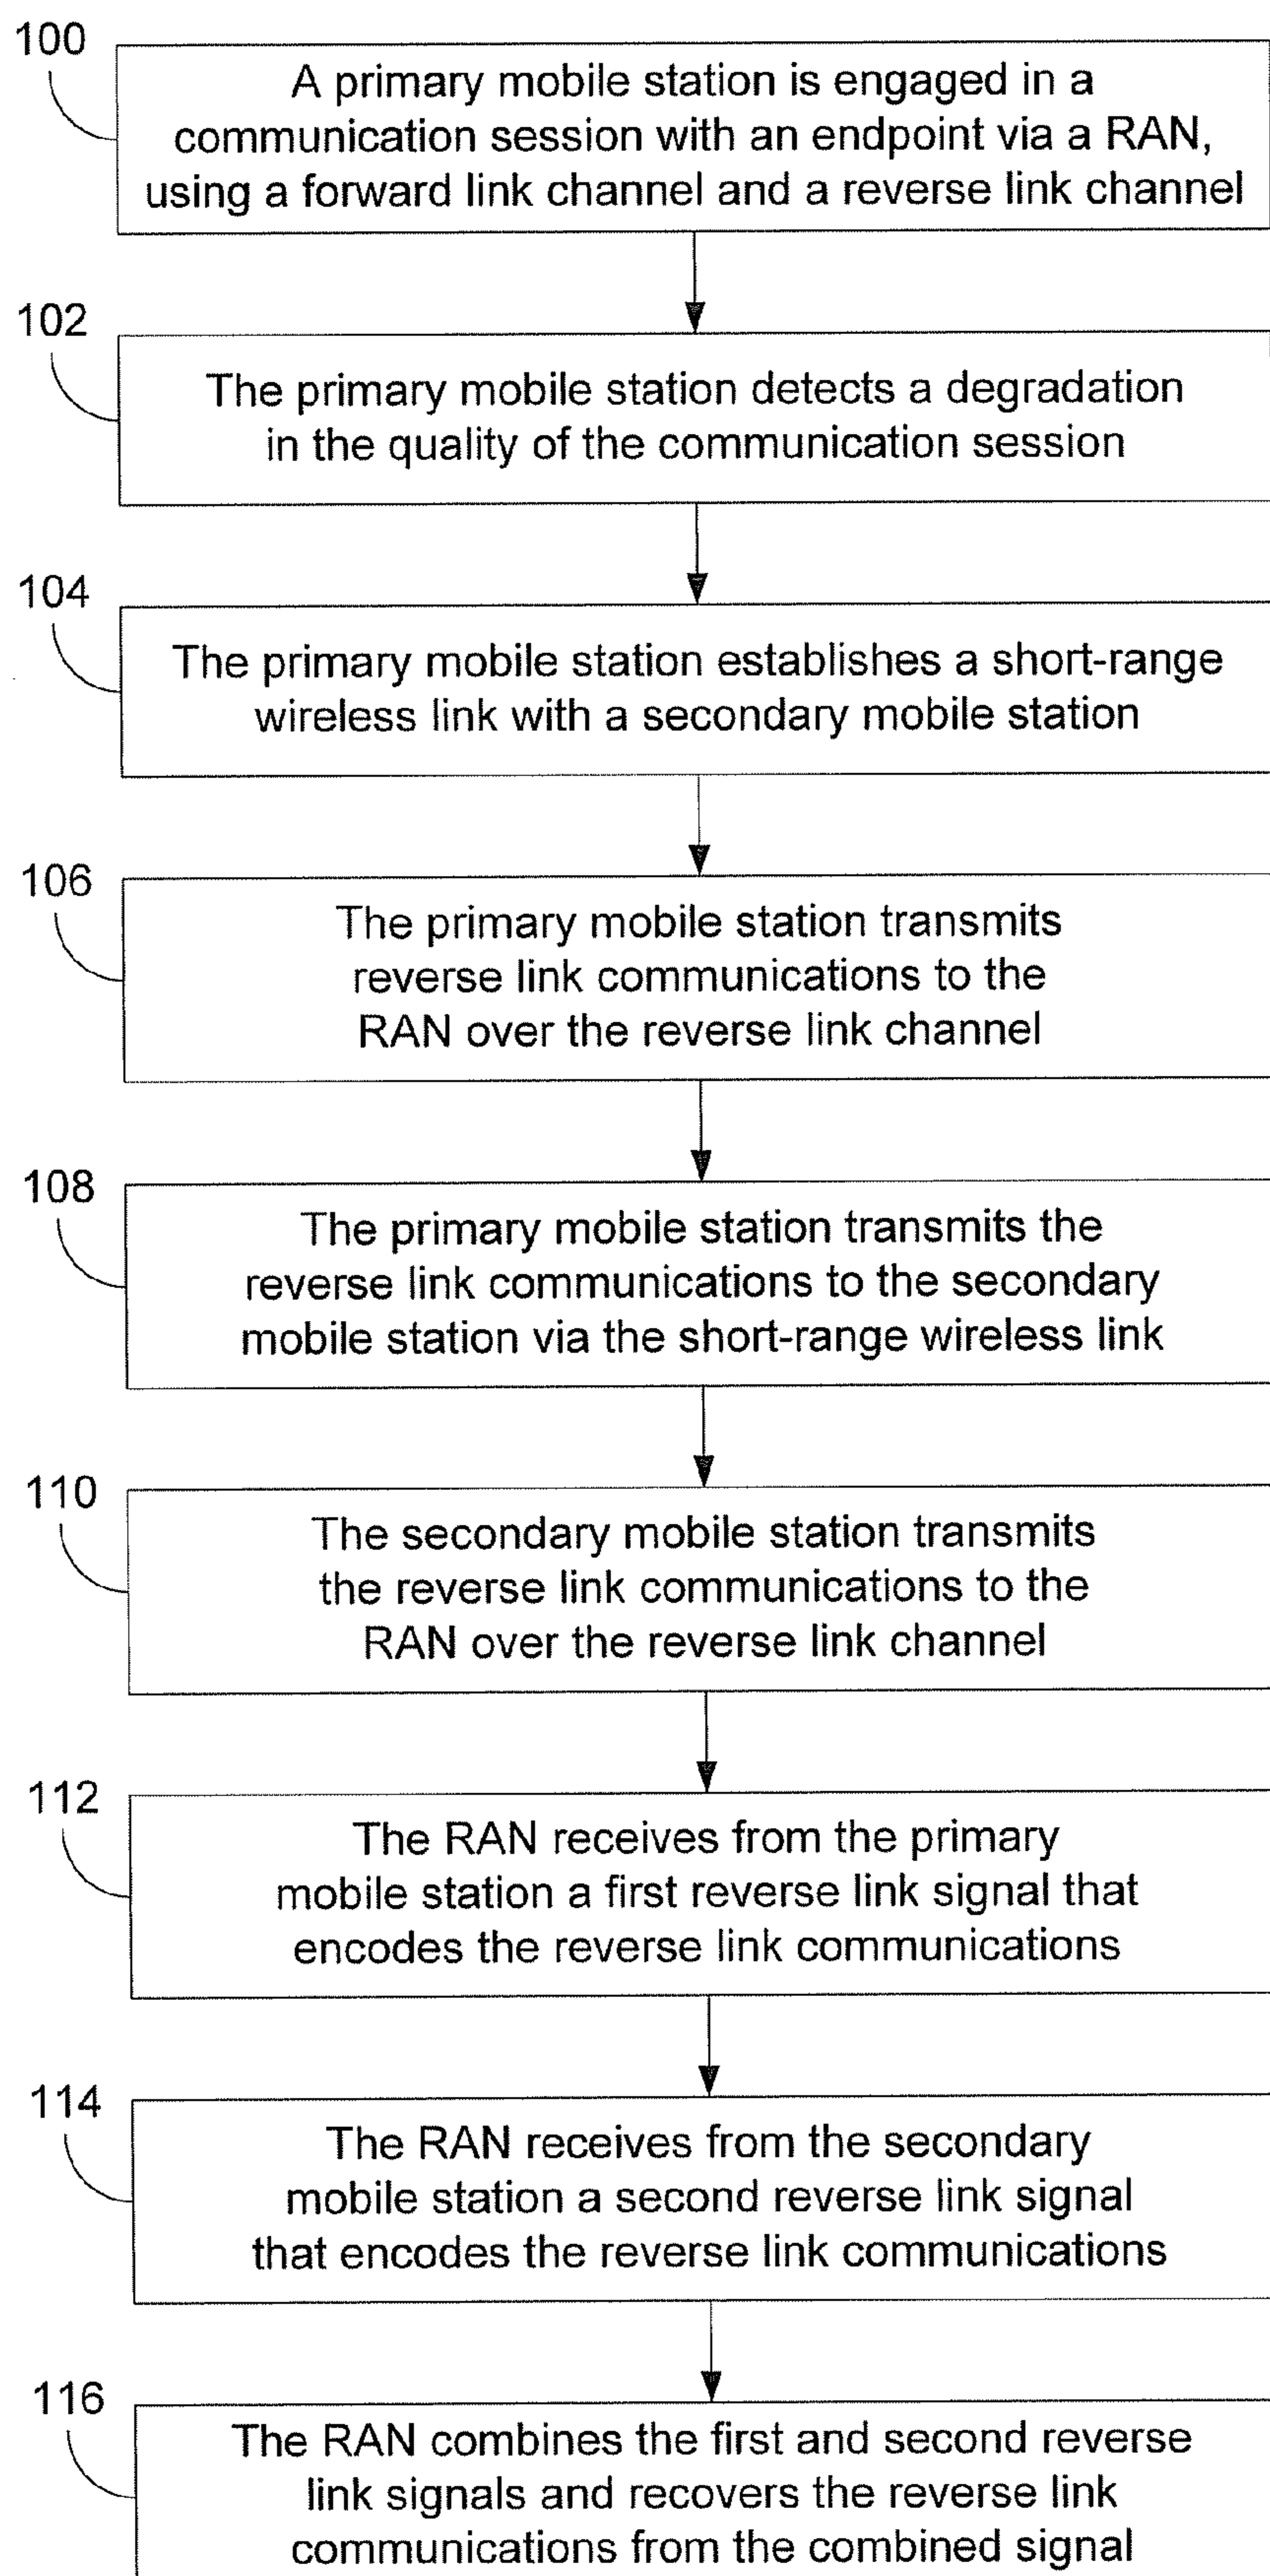 100
A primary mobile station is engaged in a
communication session with an endpoint via a RAN,
using a forward link channel and a reverse link channel
102
The primary mobile station detects a degradation
in the quality of the communication session
104
The primary mobile station establishes a short-range
wireless link with a secondary mobile station
106
The primary mobile station transmits
reverse link communications to the
RAN over the reverse link channel
108
The primary mobile station transmits the
reverse link communications to the secondary
mobile station via the short-range wireless link
110
The secondary mobile station transmits
the reverse link communications to the
RAN over the reverse link channel
112
The RAN receives from the primary
mobile station a first reverse link signal that
encodes the reverse link communications
114
The RAN receives from the secondary
mobile station a second reverse link signal
that encodes the reverse link communications
116
The RAN combines the first and second reverse
link signals and recovers the reverse link
communications from the combined signal